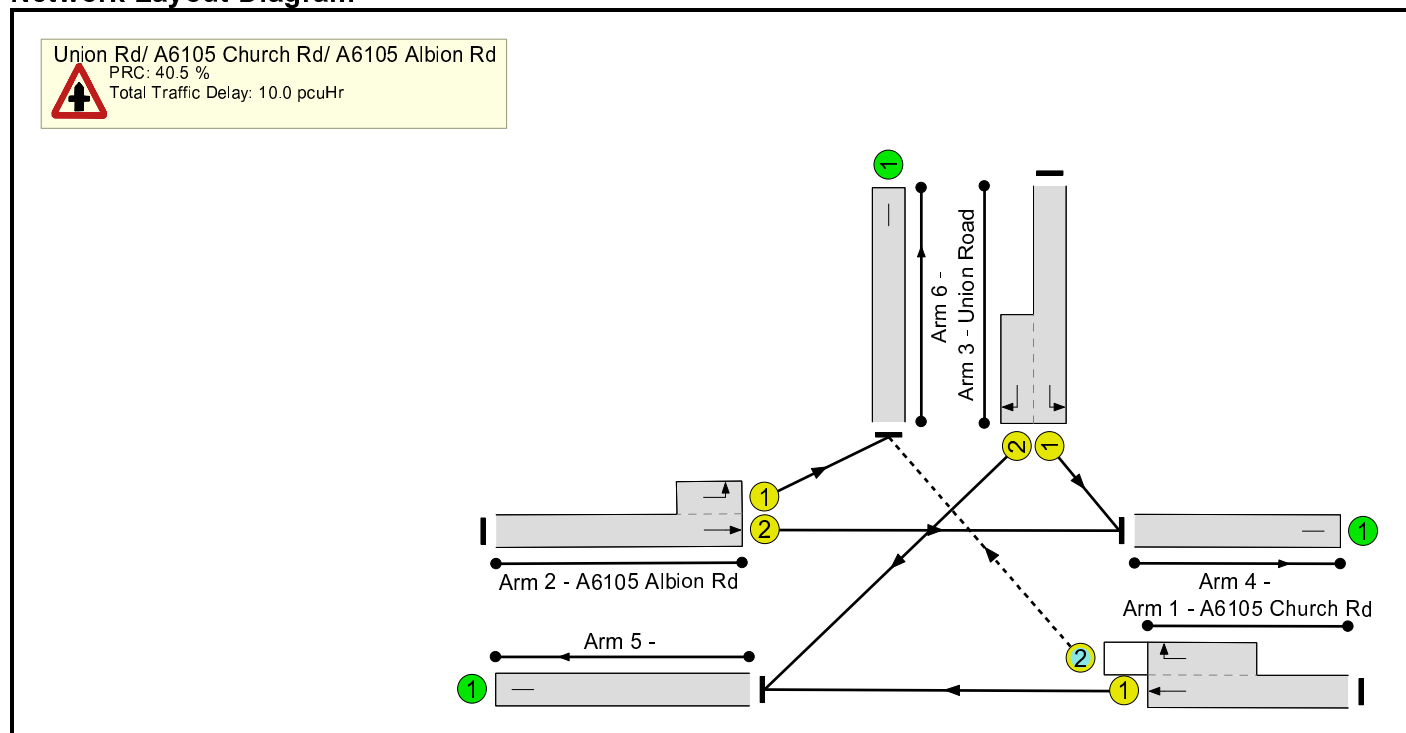 Network Layout Diagram
Union Rd/ A6105 Church Rd/ A6105 Albion Rd
PRC: 40.5 %
Total Traffic Delay: 10.0 pcuHr
1
Arm 6 -
Arm 3 - Union Road
2
1
1
2
1
Arm 2 - A6105 Albion Rd
Arm 4 -
Arm 1 - A6105 Church Rd
Arm 5 -
2
1
1